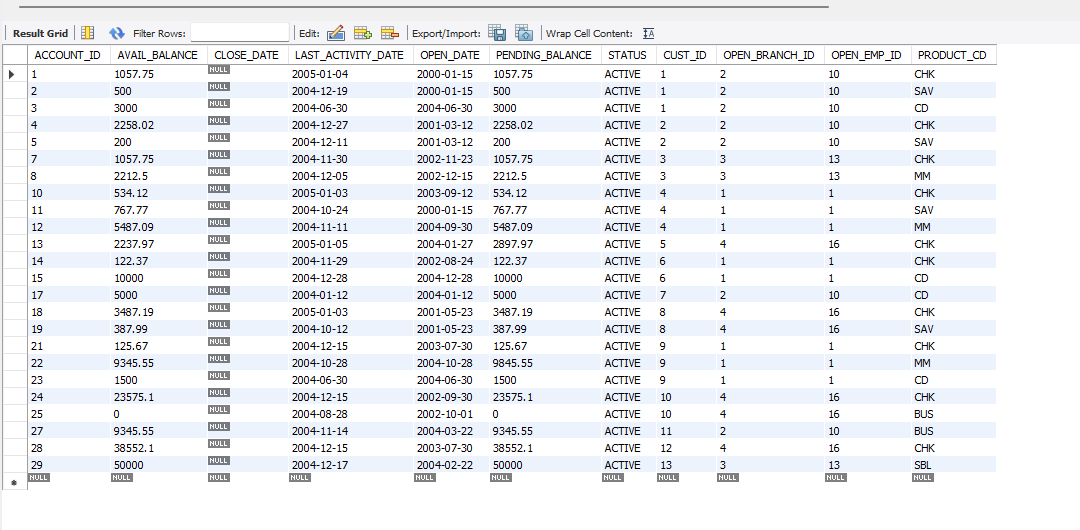 Result Grid Filter Rows: Edit: Export/Import: Wrap Cell Content: IA
ACCOUNT_ID AVAIL_BALANCE CLOSE_DATE LAST_ACTIVITY_DATE OPEN_DATE PENDING_BALANCE STATUS CUST_ID OPEN_BRANCH_ID OPEN_EMP_ID PRODUCT_CD
1 1057.75 NULL 2005-01-04 2000-01-15 1057.75 ACTIVE 1 2 10 CHK
2 500 NULL 2004-12-19 2000-01-15 500 ACTIVE 1 2 10 SAV
3 3000 NULL 2004-06-30 2004-06-30 3000 ACTIVE 1 2 10 CD
4 2258.02 NULL 2004-12-27 2001-03-12 2258.02 ACTIVE 2 2 10 CHK
5 200 NULL 2004-12-11 2001-03-12 200 ACTIVE 2 2 10 SAV
7 1057.75 NULL 2004-11-30 2002-11-23 1057.75 ACTIVE 3 3 13 CHK
8 2212.5 NULL 2004-12-05 2002-12-15 2212.5 ACTIVE 3 3 13 MM
10 534.12 NULL 2005-01-03 2003-09-12 534.12 ACTIVE 4 1 1 CHK
11 767.77 NULL 2004-10-24 2000-01-15 767.77 ACTIVE 4 1 1 SAV
12 5487.09 NULL 2004-11-11 2004-09-30 5487.09 ACTIVE 4 1 1 MM
13 2237.97 NULL 2005-01-05 2004-01-27 2897.97 ACTIVE 5 4 16 CHK
14 122.37 NULL 2004-11-29 2002-08-24 122.37 ACTIVE 6 1 1 CHK
15 10000 NULL 2004-12-28 2004-12-28 10000 ACTIVE 6 1 1 CD
17 5000 NULL 2004-01-12 2004-01-12 5000 ACTIVE 7 2 10 CD
18 3487.19 NULL 2005-01-03 2001-05-23 3487.19 ACTIVE 8 4 16 CHK
19 387.99 NULL 2004-10-12 2001-05-23 387.99 ACTIVE 8 4 16 SAV
21 125.67 NULL 2004-12-15 2003-07-30 125.67 ACTIVE 9 1 1 CHK
22 9345.55 NULL 2004-10-28 2004-10-28 9845.55 ACTIVE 9 1 1 MM
23 1500 NULL 2004-06-30 2004-06-30 1500 ACTIVE 9 1 1 CD
24 23575.1 NULL 2004-12-15 2002-09-30 23575.1 ACTIVE 10 4 16 CHK
25 0 NULL 2004-08-28 2002-10-01 0 ACTIVE 10 4 16 BUS
27 9345.55 NULL 2004-11-14 2004-03-22 9345.55 ACTIVE 11 2 10 BUS
28 38552.1 NULL 2004-12-15 2003-07-30 38552.1 ACTIVE 12 4 16 CHK
29 50000 NULL 2004-12-17 2004-02-22 50000 ACTIVE 13 3 13 SBL
NULL NULL NULL NULL NULL NULL NULL NULL NULL NULL NULL